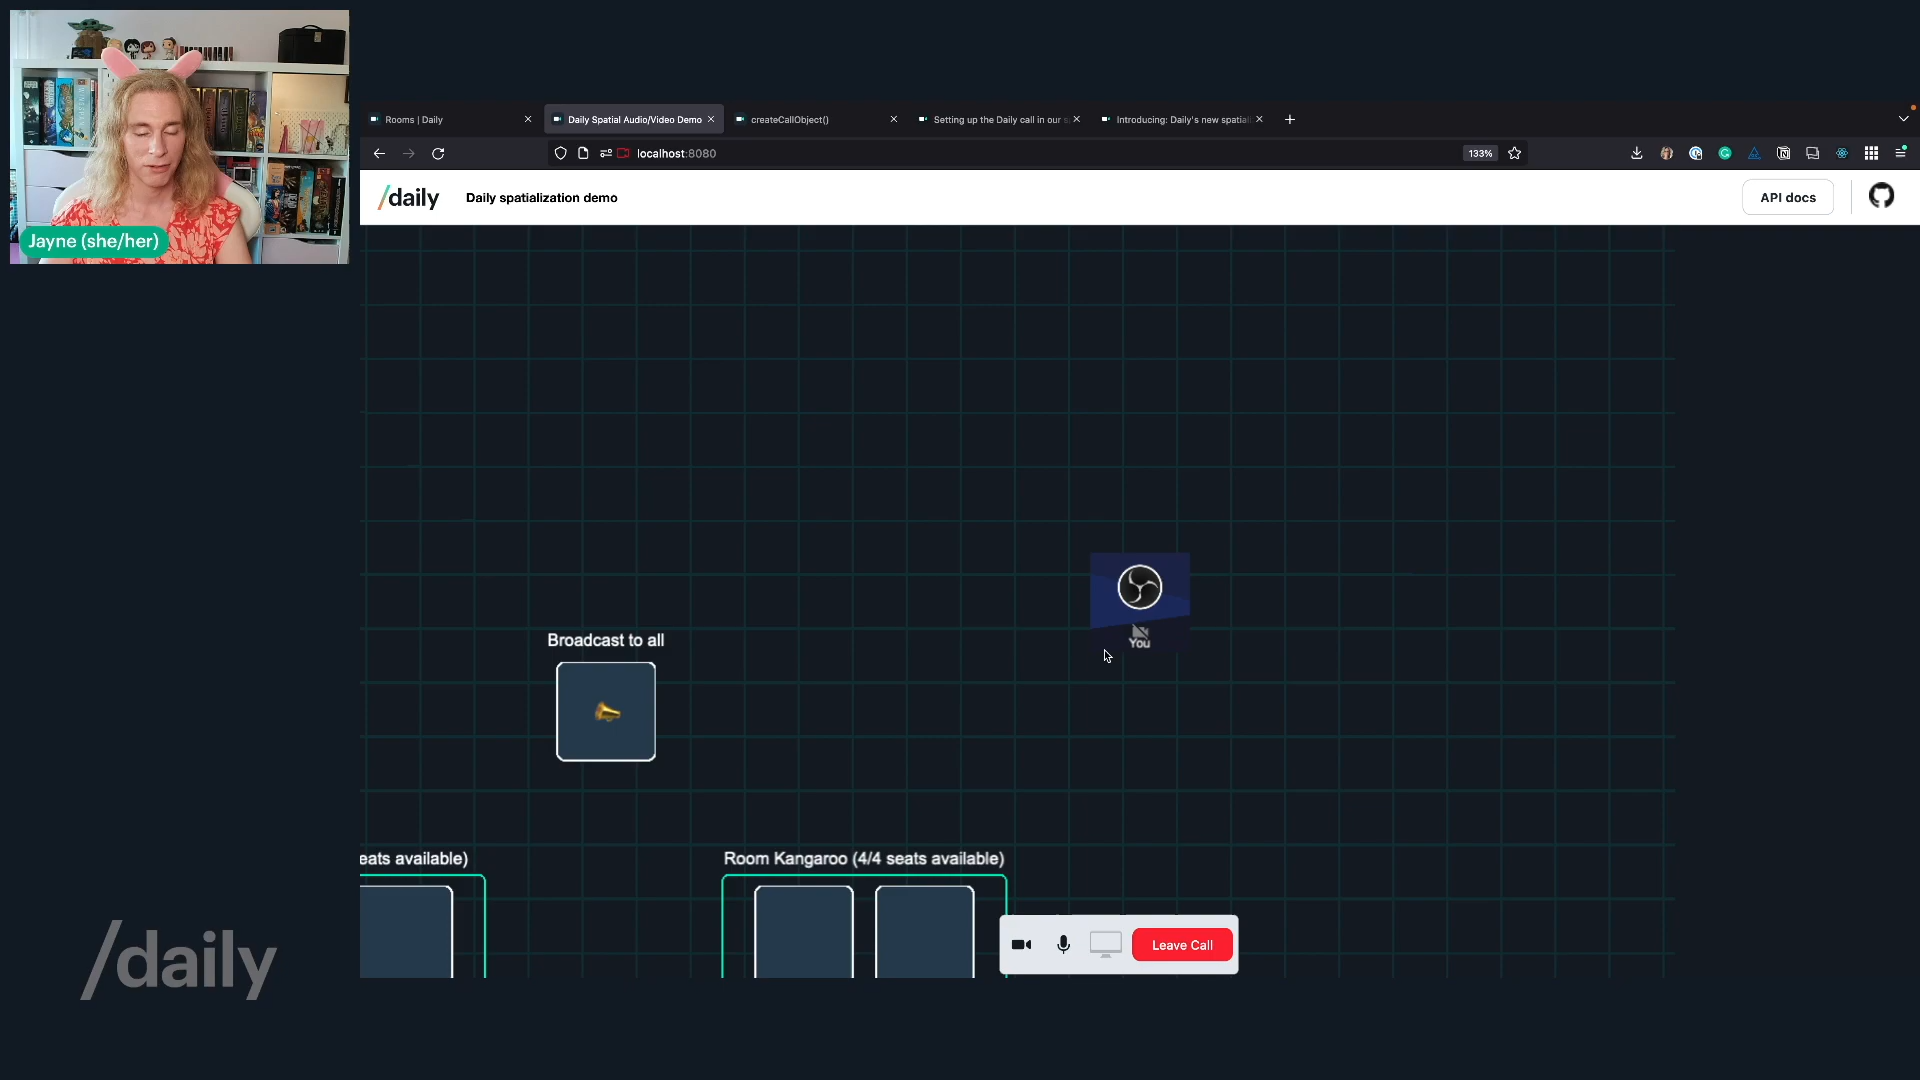 Jayne (she/her)
Rooms | Daily
Daily Spatial Audio/Video Demo
createCallObject()
Setting up the Daily call in our s
Introducing: Daily's new spatial
localhost:8080
133%
/daily
Daily spatialization demo
API docs
You
Broadcast to all
eats available)
Room Kangaroo (4/4 seats available)
Leave Call
/daily